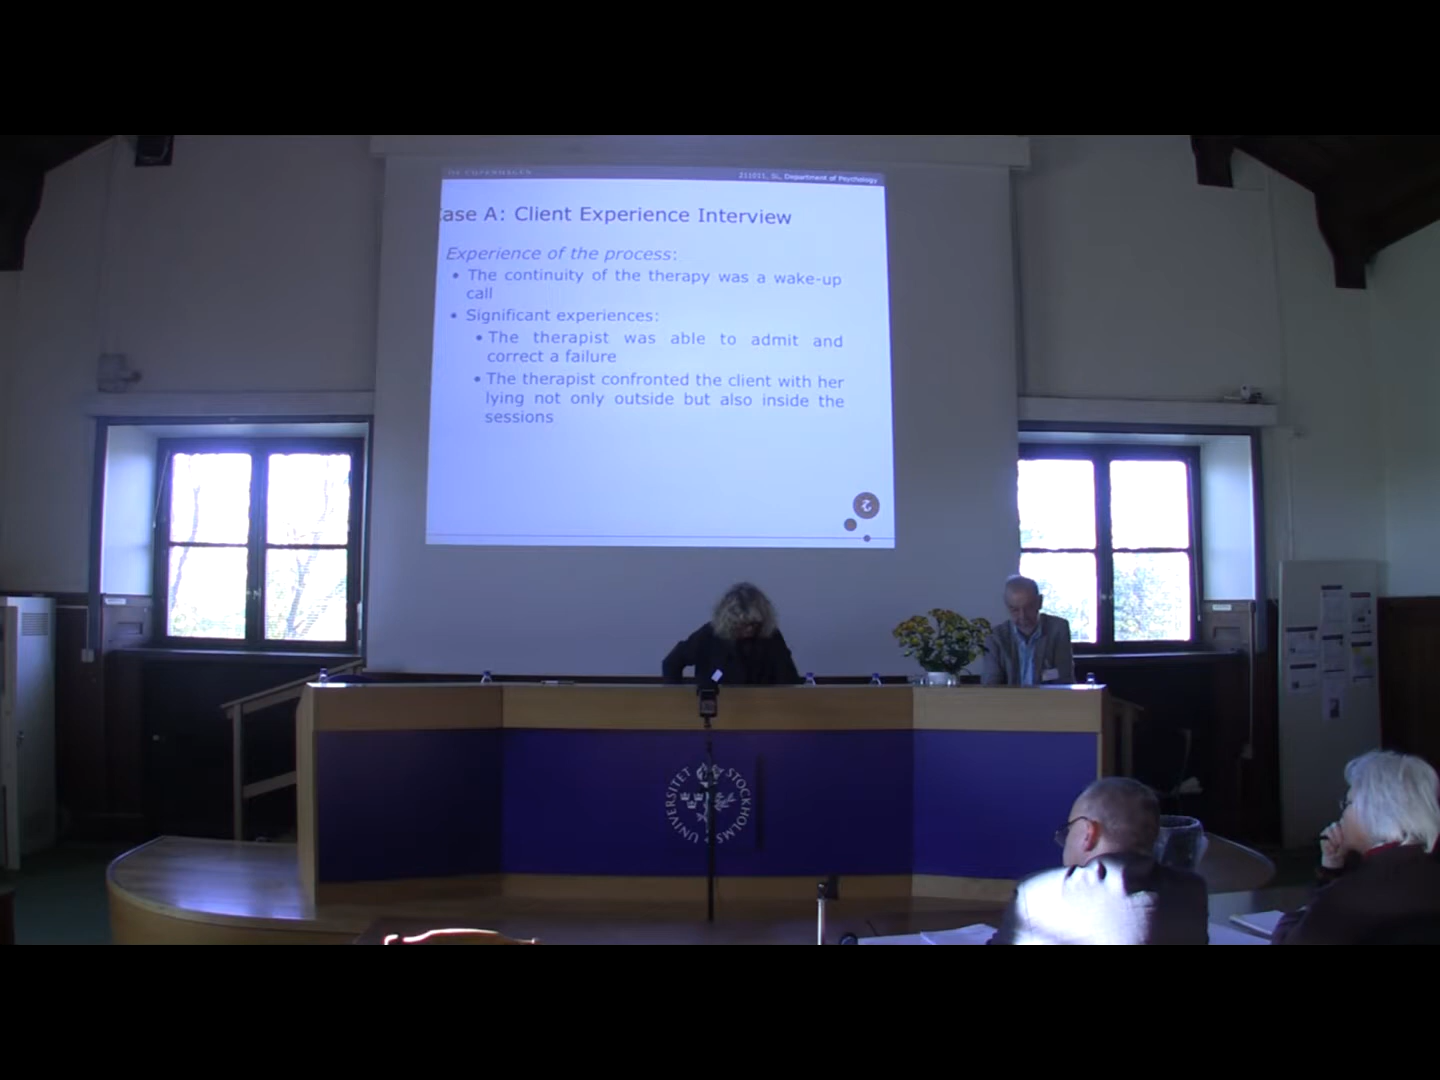 OF COPENHAGEN
211011, SL, Department of Psychology
ase A: Client Experience Interview
Experience of the process:
• The continuity of the therapy was a wake-up
call
• Significant experiences:
• The therapist was able to admit and
correct a failure
• The therapist confronted the client with her
lying not only outside but also inside the
sessions
STOCKHOLMS UNIVERSITET